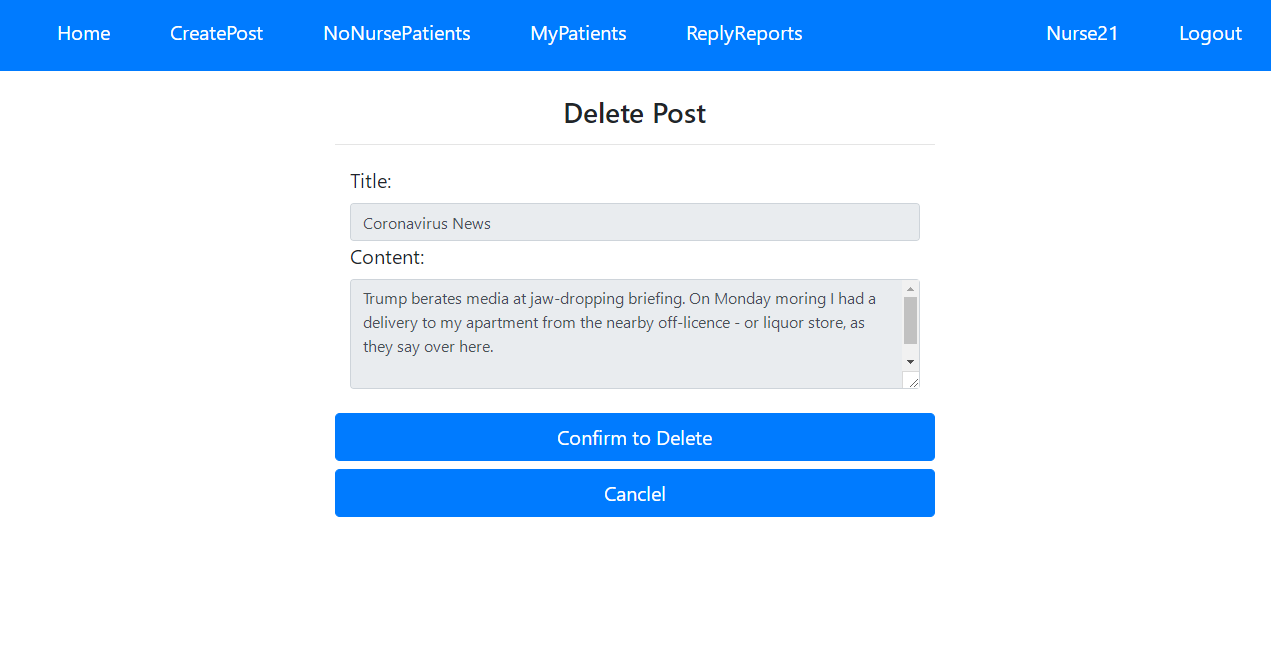 Home CreatePost NoNursePatients MyPatients ReplyReports Nurse21 Logout
Delete Post
Title:
Coronavirus News
Content:
Trump berates media at jaw-dropping briefing. On Monday moring I had a
delivery to my apartment from the nearby off-licence - or liquor store, as
they say over here.
Confirm to Delete
Canclel